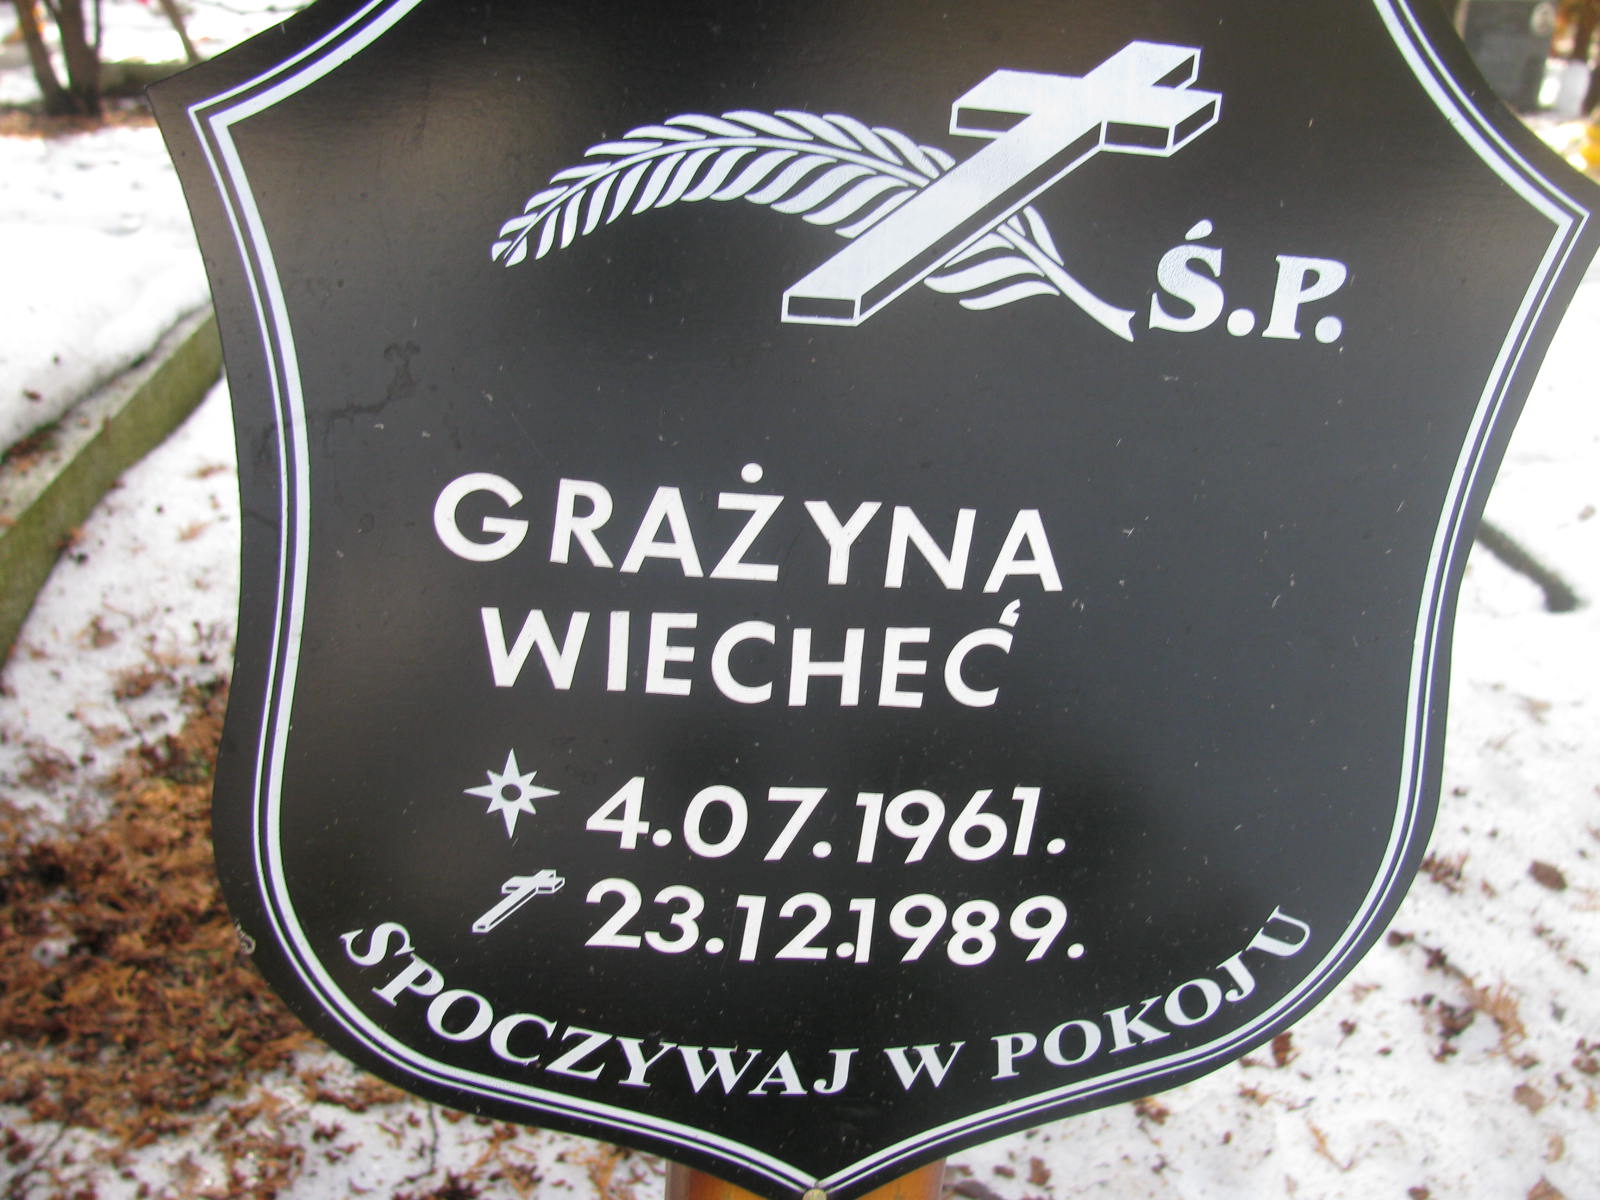 Ś.P.
GRAŻYNA
WIECHEĆ
4.07.1961.
23.12.1989.
SPOCZYWAJ W POKOJU